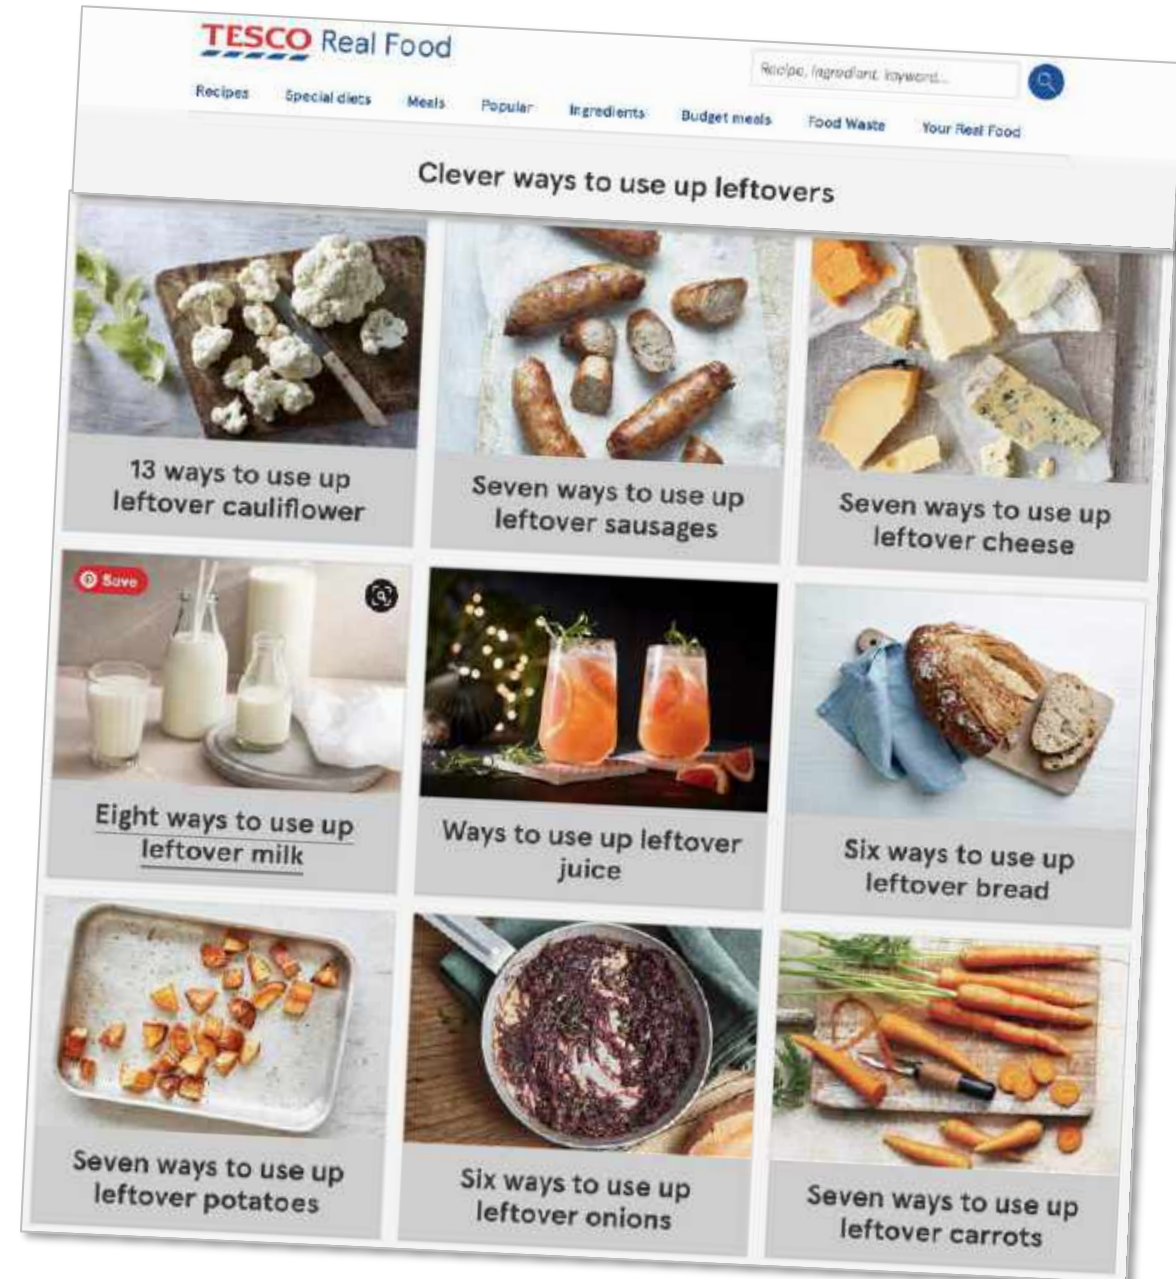 TESCO Real Food
Recipe, ingredient, keyword...
Recipes Special diets Meals Popular Ingredients Budget meals Food Waste Your Real Food
Clever ways to use up leftovers
13 ways to use up
leftover cauliflower
Seven ways to use up
leftover sausages
Seven ways to use up
leftover cheese
Save
Eight ways to use up
leftover milk
Ways to use up leftover
juice
Six ways to use up
leftover bread
Seven ways to use up
leftover potatoes
Six ways to use up
leftover onions
Seven ways to use up
leftover carrots